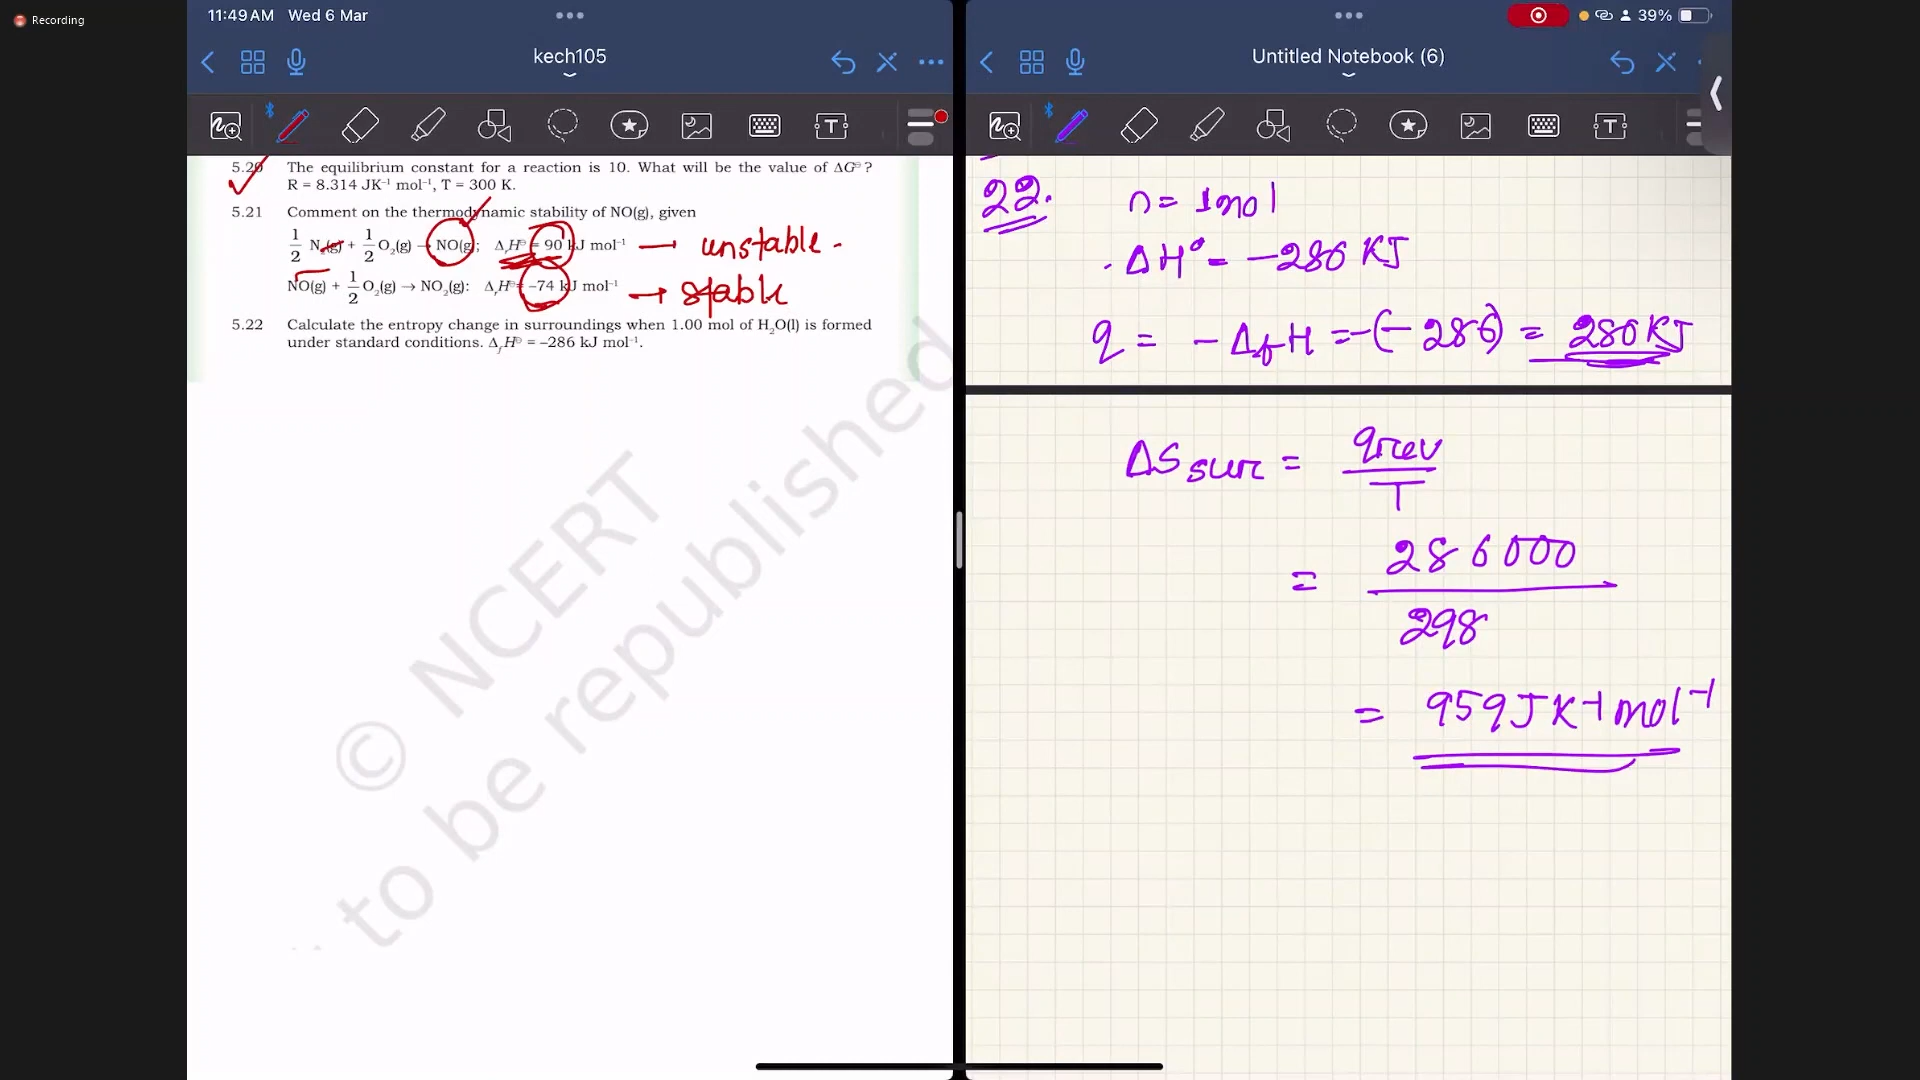 Recording
11:49 AM Wed 6 Mar
39%
kech105
Untitled Notebook (6)
5.20 The equilibrium constant for a reaction is 10. What will be the value of ΔG⊖ ?
R = 8.314 JK⁻¹ mol⁻¹, T = 300 K.
5.21 Comment on the thermodynamic stability of NO(g), given
1/2 N₂(g) + 1/2 O₂(g) → NO(g); ΔᵣH⊖ = 90 kJ mol⁻¹ → unstable.
NO(g) + 1/2 O₂(g) → NO₂(g): ΔᵣH⊖ = –74 kJ mol⁻¹ → stable
5.22 Calculate the entropy change in surroundings when 1.00 mol of H₂O(l) is formed
under standard conditions. Δ_fH⊖ = –286 kJ mol⁻¹.
© NCERT
to be republished
22. n = 1mol
ΔH° = -286 KJ
q = -Δ_fH = -(-286) = 286 KJ
ΔS sur = qrev/T
= 286000/298
= 959 J K⁻¹ mol⁻¹